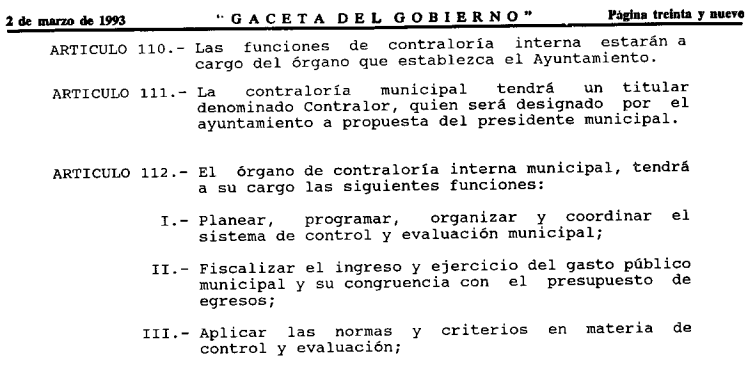 2 de marzo de 1993 "GACETA DEL GOBIERNO" Página treinta y nueve
ARTICULO 110.- Las funciones de contraloría interna estarán a
cargo del órgano que establezca el Ayuntamiento.
ARTICULO 111.- La contraloría municipal tendrá un titular
denominado Contralor, quien será designado por el
ayuntamiento a propuesta del presidente municipal.
ARTICULO 112.- El órgano de contraloría interna municipal, tendrá
a su cargo las siguientes funciones:
I.- Planear, programar, organizar y coordinar el
sistema de control y evaluación municipal;
II.- Fiscalizar el ingreso y ejercicio del gasto público
municipal y su congruencia con el presupuesto de
egresos;
III.- Aplicar las normas y criterios en materia de
control y evaluación;